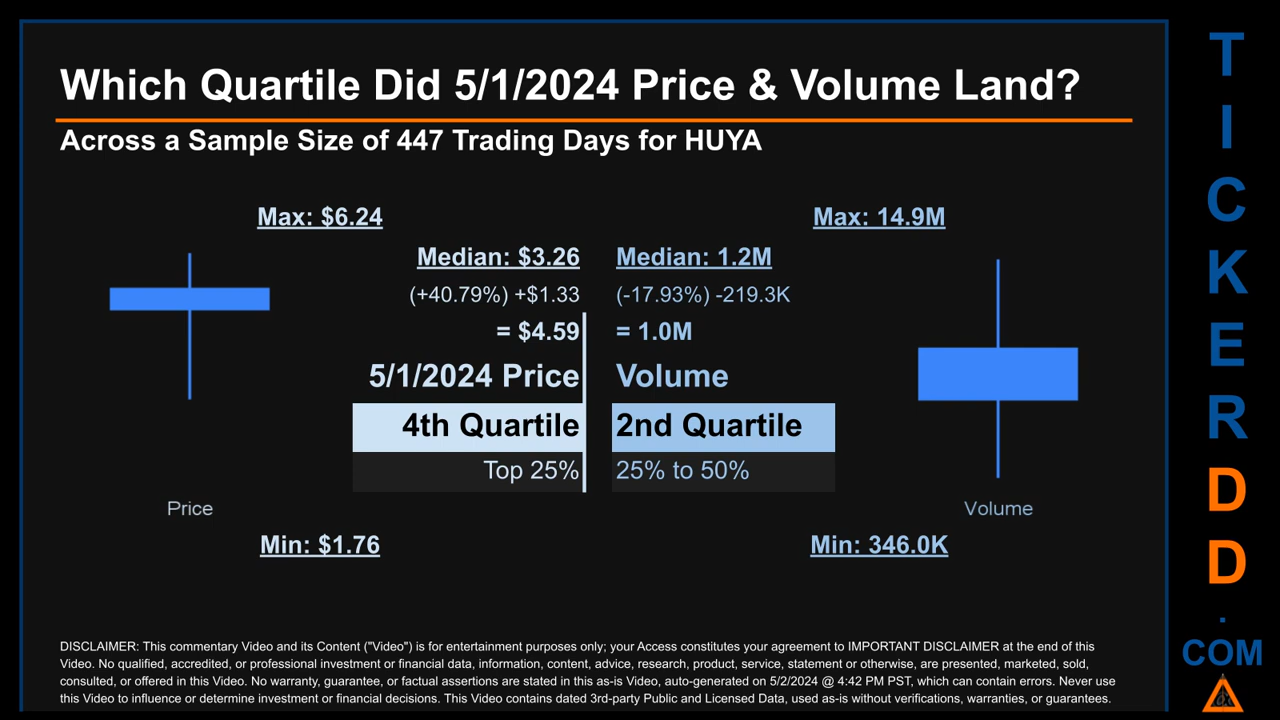 Which Quartile Did 5/1/2024 Price & Volume Land?
Across a Sample Size of 447 Trading Days for HUYA
Max: $6.24
Max: 14.9M
Median: $3.26
Median: 1.2M
(+40.79%) +$1.33
(-17.93%) -219.3K
= $4.59
= 1.0M
5/1/2024 Price
Volume
4th Quartile
2nd Quartile
Top 25%
25% to 50%
Price
Volume
Min: $1.76
Min: 346.0K
DISCLAIMER: This commentary Video and its Content ("Video") is for entertainment purposes only; your Access constitutes your agreement to IMPORTANT DISCLAIMER at the end of this
Video. No qualified, accredited, or professional investment or financial data, information, content, advice, research, product, service, statement or otherwise, are presented, marketed, sold,
consulted, or offered in this Video. No warranty, guarantee, or factual assertions are stated in this as-is Video, auto-generated on 5/2/2024 @ 4:42 PM PST, which can contain errors. Never use
this Video to influence or determine investment or financial decisions. This Video contains dated 3rd-party Public and Licensed Data, used as-is without verifications, warranties, or guarantees.
T
I
C
K
E
R
D
D
.
COM